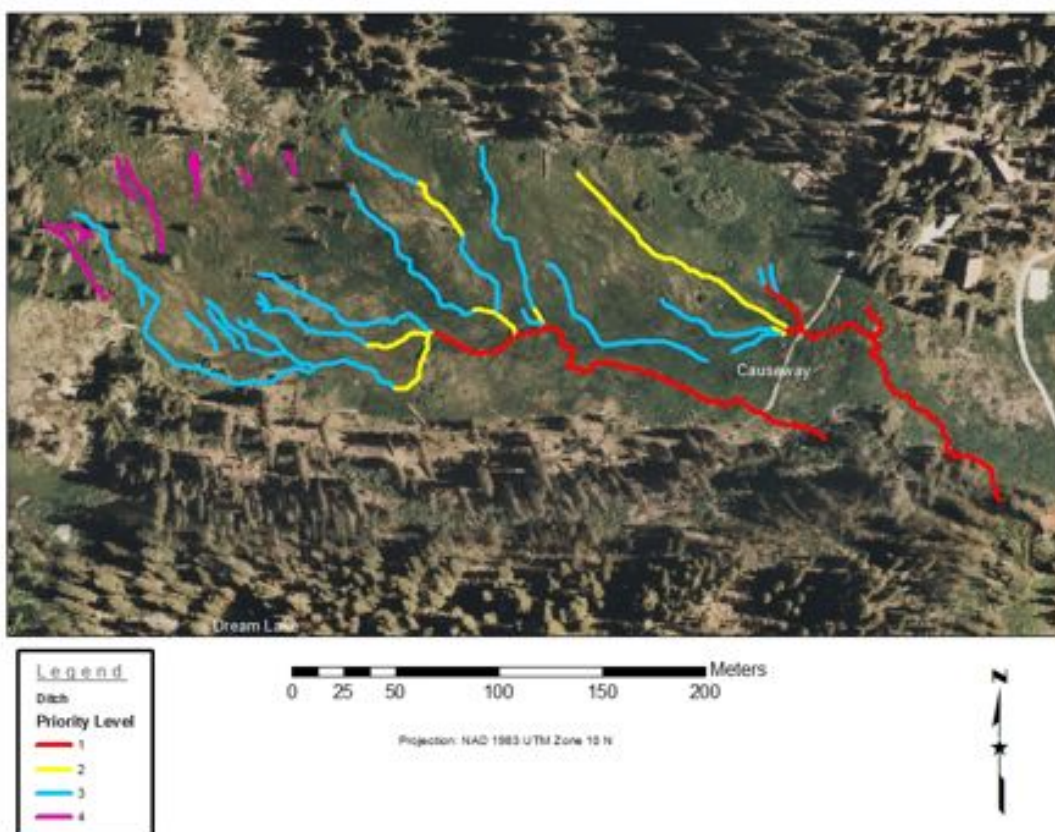 Causeway
Dream
Legend
Ditch
Priority Level
1
2
3
4
Meters
0 25 50 100 150 200
Projection: NAD 1983 UTM Zone 10 N
N